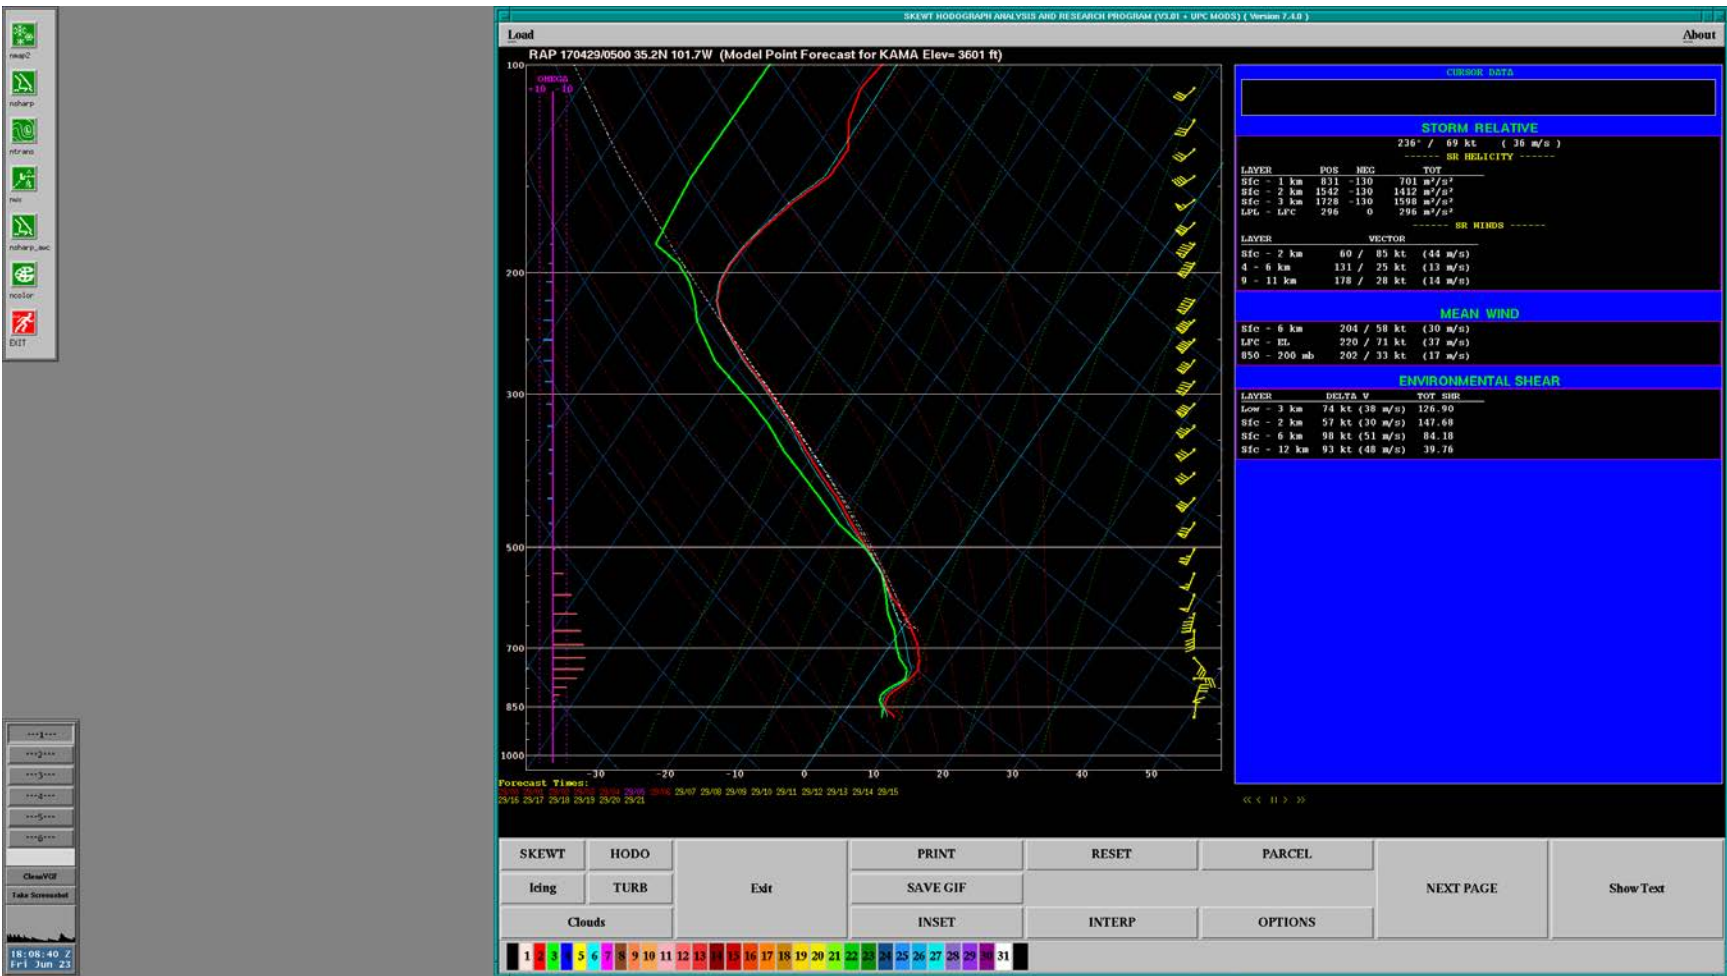 SKEWT HODOGRAPH ANALYSIS AND RESEARCH PROGRAM (V3.01 + UPC MODS) ( Version 7.4.0 )
Load
About
RAP 170429/0500 35.2N 101.7W (Model Point Forecast for KAMA Elev= 3601 ft)
nmap2
nsharp
ntrans
nwx
nsharp_awc
ncolor
EXIT
OMEGA
-10 -10
100
200
300
500
700
850
1000
-30 -20 -10 0 10 20 30 40 50
CURSOR DATA
STORM RELATIVE
236° / 69 kt ( 36 m/s )
------ SR HELICITY ------
LAYER POS NEG TOT
Sfc - 1 km 831 -130 701 m²/s²
Sfc - 2 km 1542 -130 1412 m²/s²
Sfc - 3 km 1728 -130 1598 m²/s²
LPL - LFC 296 0 296 m²/s²
------ SR WINDS ------
LAYER VECTOR
Sfc - 2 km 60 / 85 kt (44 m/s)
4 - 6 km 131 / 25 kt (13 m/s)
9 - 11 km 178 / 28 kt (14 m/s)
MEAN WIND
Sfc - 6 km 204 / 58 kt (30 m/s)
LFC - EL 220 / 71 kt (37 m/s)
850 - 200 mb 202 / 33 kt (17 m/s)
ENVIRONMENTAL SHEAR
LAYER DELTA V TOT SHR
Low - 3 km 74 kt (38 m/s) 126.90
Sfc - 2 km 57 kt (30 m/s) 147.68
Sfc - 6 km 98 kt (51 m/s) 84.18
Sfc - 12 km 93 kt (48 m/s) 39.76
Forecast Times:
29/07 29/08 29/09 29/10 29/11 29/12 29/13 29/14 29/15
29/16 29/17 29/18 29/19 29/20 29/21
<< < || > >>
SKEWT HODO PRINT RESET PARCEL
Icing TURB Exit SAVE GIF NEXT PAGE Show Text
Clouds INSET INTERP OPTIONS
1 2 3 4 5 6 7 8 9 10 11 12 13 14 15 16 17 18 19 20 21 22 23 24 25 26 27 28 29 30 31
---1---
---2---
---3---
---4---
---5---
---6---
CleanVGF
Take Screenshot
18:08:40 Z
Fri Jun 23